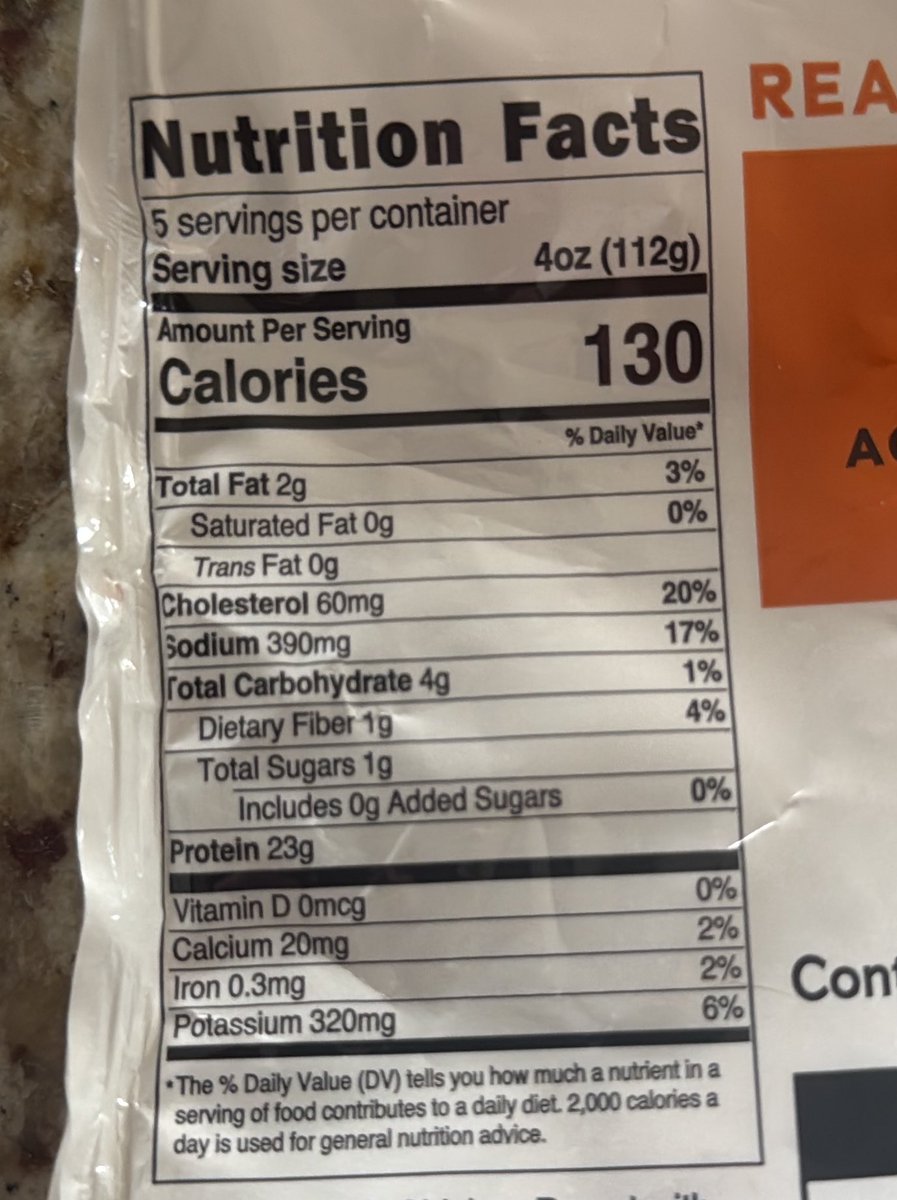 Nutrition Facts
5 servings per container
Serving size 4oz (112g)
Amount Per Serving
Calories 130
% Daily Value*
Total Fat 2g 3%
Saturated Fat 0g 0%
Trans Fat 0g
Cholesterol 60mg 20%
Sodium 390mg 17%
Total Carbohydrate 4g 1%
Dietary Fiber 1g 4%
Total Sugars 1g
Includes 0g Added Sugars 0%
Protein 23g
Vitamin D 0mcg 0%
Calcium 20mg 2%
Iron 0.3mg 2%
Potassium 320mg 6%
*The % Daily Value (DV) tells you how much a nutrient in a
serving of food contributes to a daily diet. 2,000 calories a
day is used for general nutrition advice.
REA